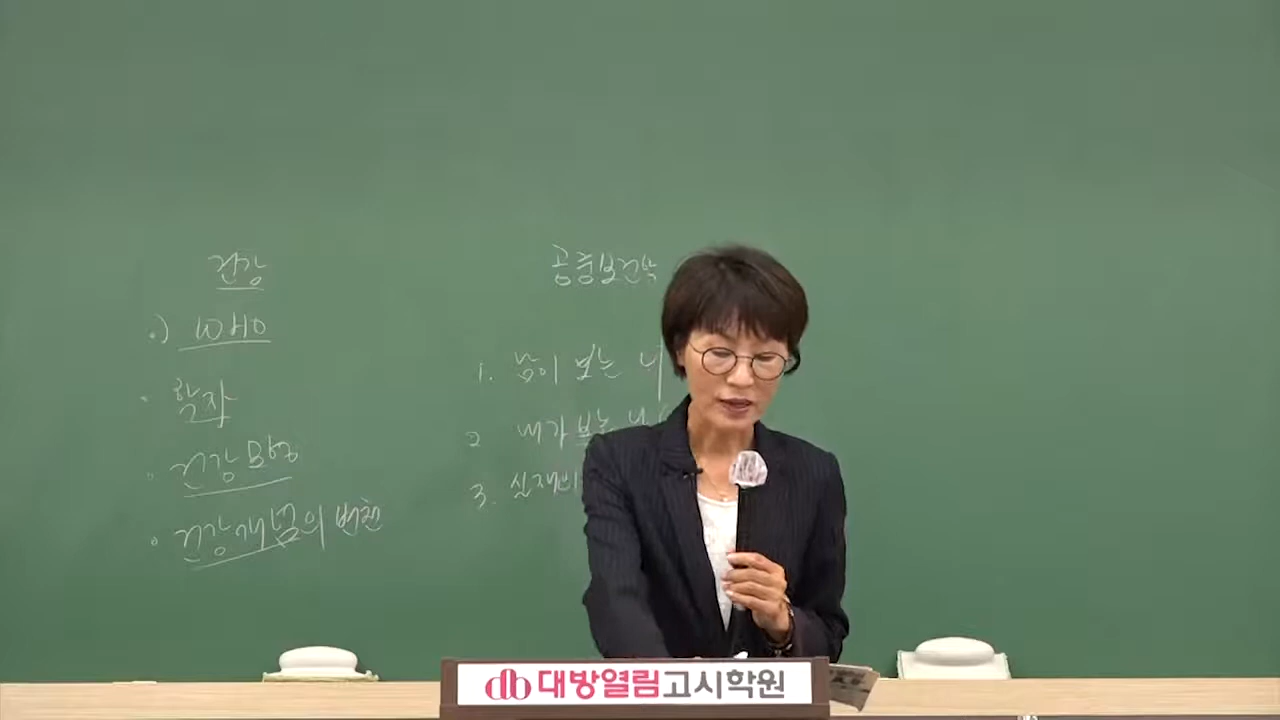 건강
·) WHO
· 학자
· 건강 모형
· 건강개념의 변천
공중보건학
1. 남이 보는 나
2 내가 보는 나
3. 실재
대방열림고시학원